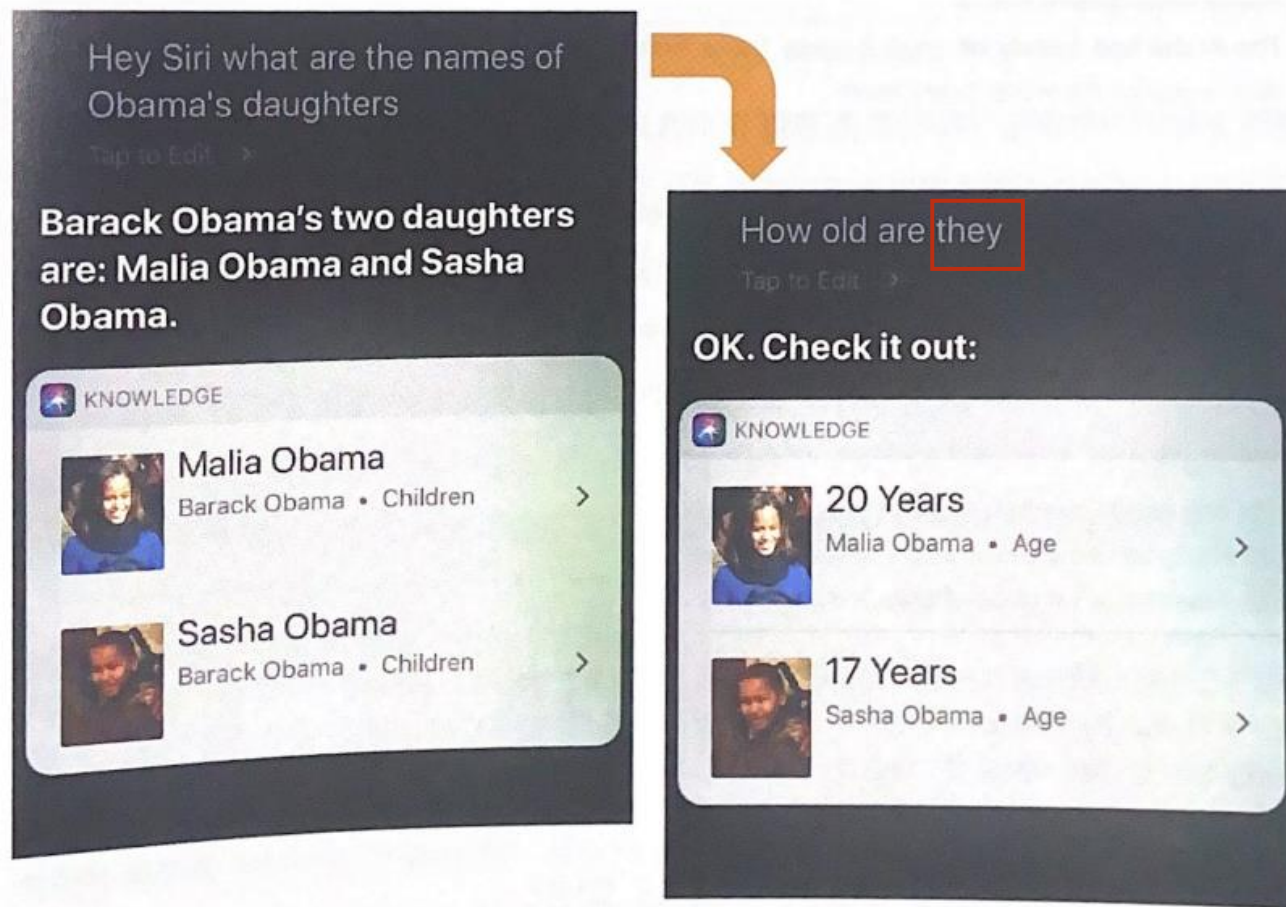 Hey Siri what are the names of
Obama's daughters
Tap to Edit >
Barack Obama's two daughters
are: Malia Obama and Sasha
Obama.
KNOWLEDGE
Malia Obama
Barack Obama • Children
Sasha Obama
Barack Obama • Children
How old are they
Tap to Edit >
OK. Check it out:
KNOWLEDGE
20 Years
Malia Obama • Age
17 Years
Sasha Obama • Age